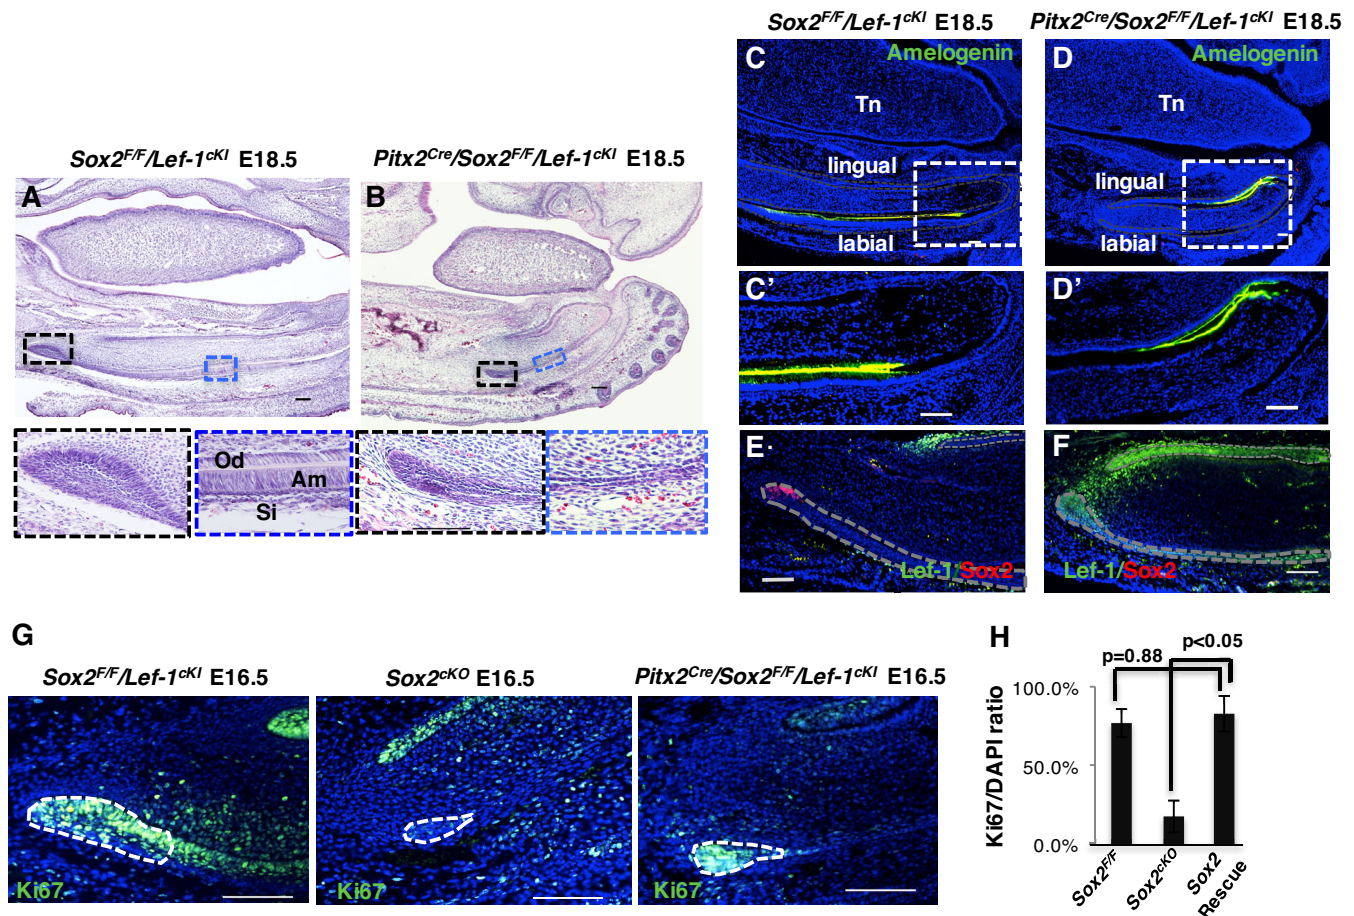 Sox2F/F/Lef-1cKI E18.5
Pitx2Cre/Sox2F/F/Lef-1cKI E18.5
A
B
Od
Am
Si
Sox2F/F/Lef-1cKI E18.5
Pitx2Cre/Sox2F/F/Lef-1cKI E18.5
C
Amelogenin
Tn
lingual
labial
D
Amelogenin
Tn
lingual
labial
C'
D'
E
Lef-1/Sox2
F
Lef-1/Sox2
G
Sox2F/F/Lef-1cKI E16.5
Sox2cKO E16.5
Pitx2Cre/Sox2F/F/Lef-1cKI E16.5
Ki67
Ki67
Ki67
H
p<0.05
p=0.88
Ki67/DAPI ratio
100.0%
50.0%
0.0%
Sox2F/F
Sox2cKO
Sox2
Rescue